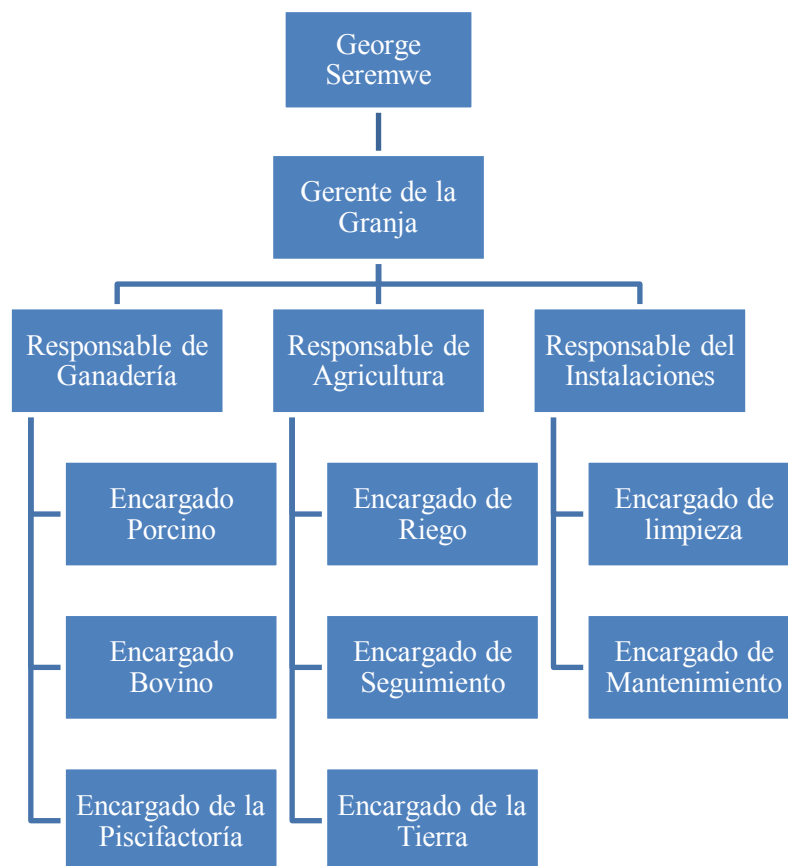 George
Seremwe
Gerente de la
Granja
Responsable de
Ganadería
Responsable de
Agricultura
Responsable del
Instalaciones
Encargado
Porcino
Encargado de
Riego
Encargado de
limpieza
Encargado
Bovino
Encargado de
Seguimiento
Encargado de
Mantenimiento
Encargado de la
Piscifactoría
Encargado de la
Tierra